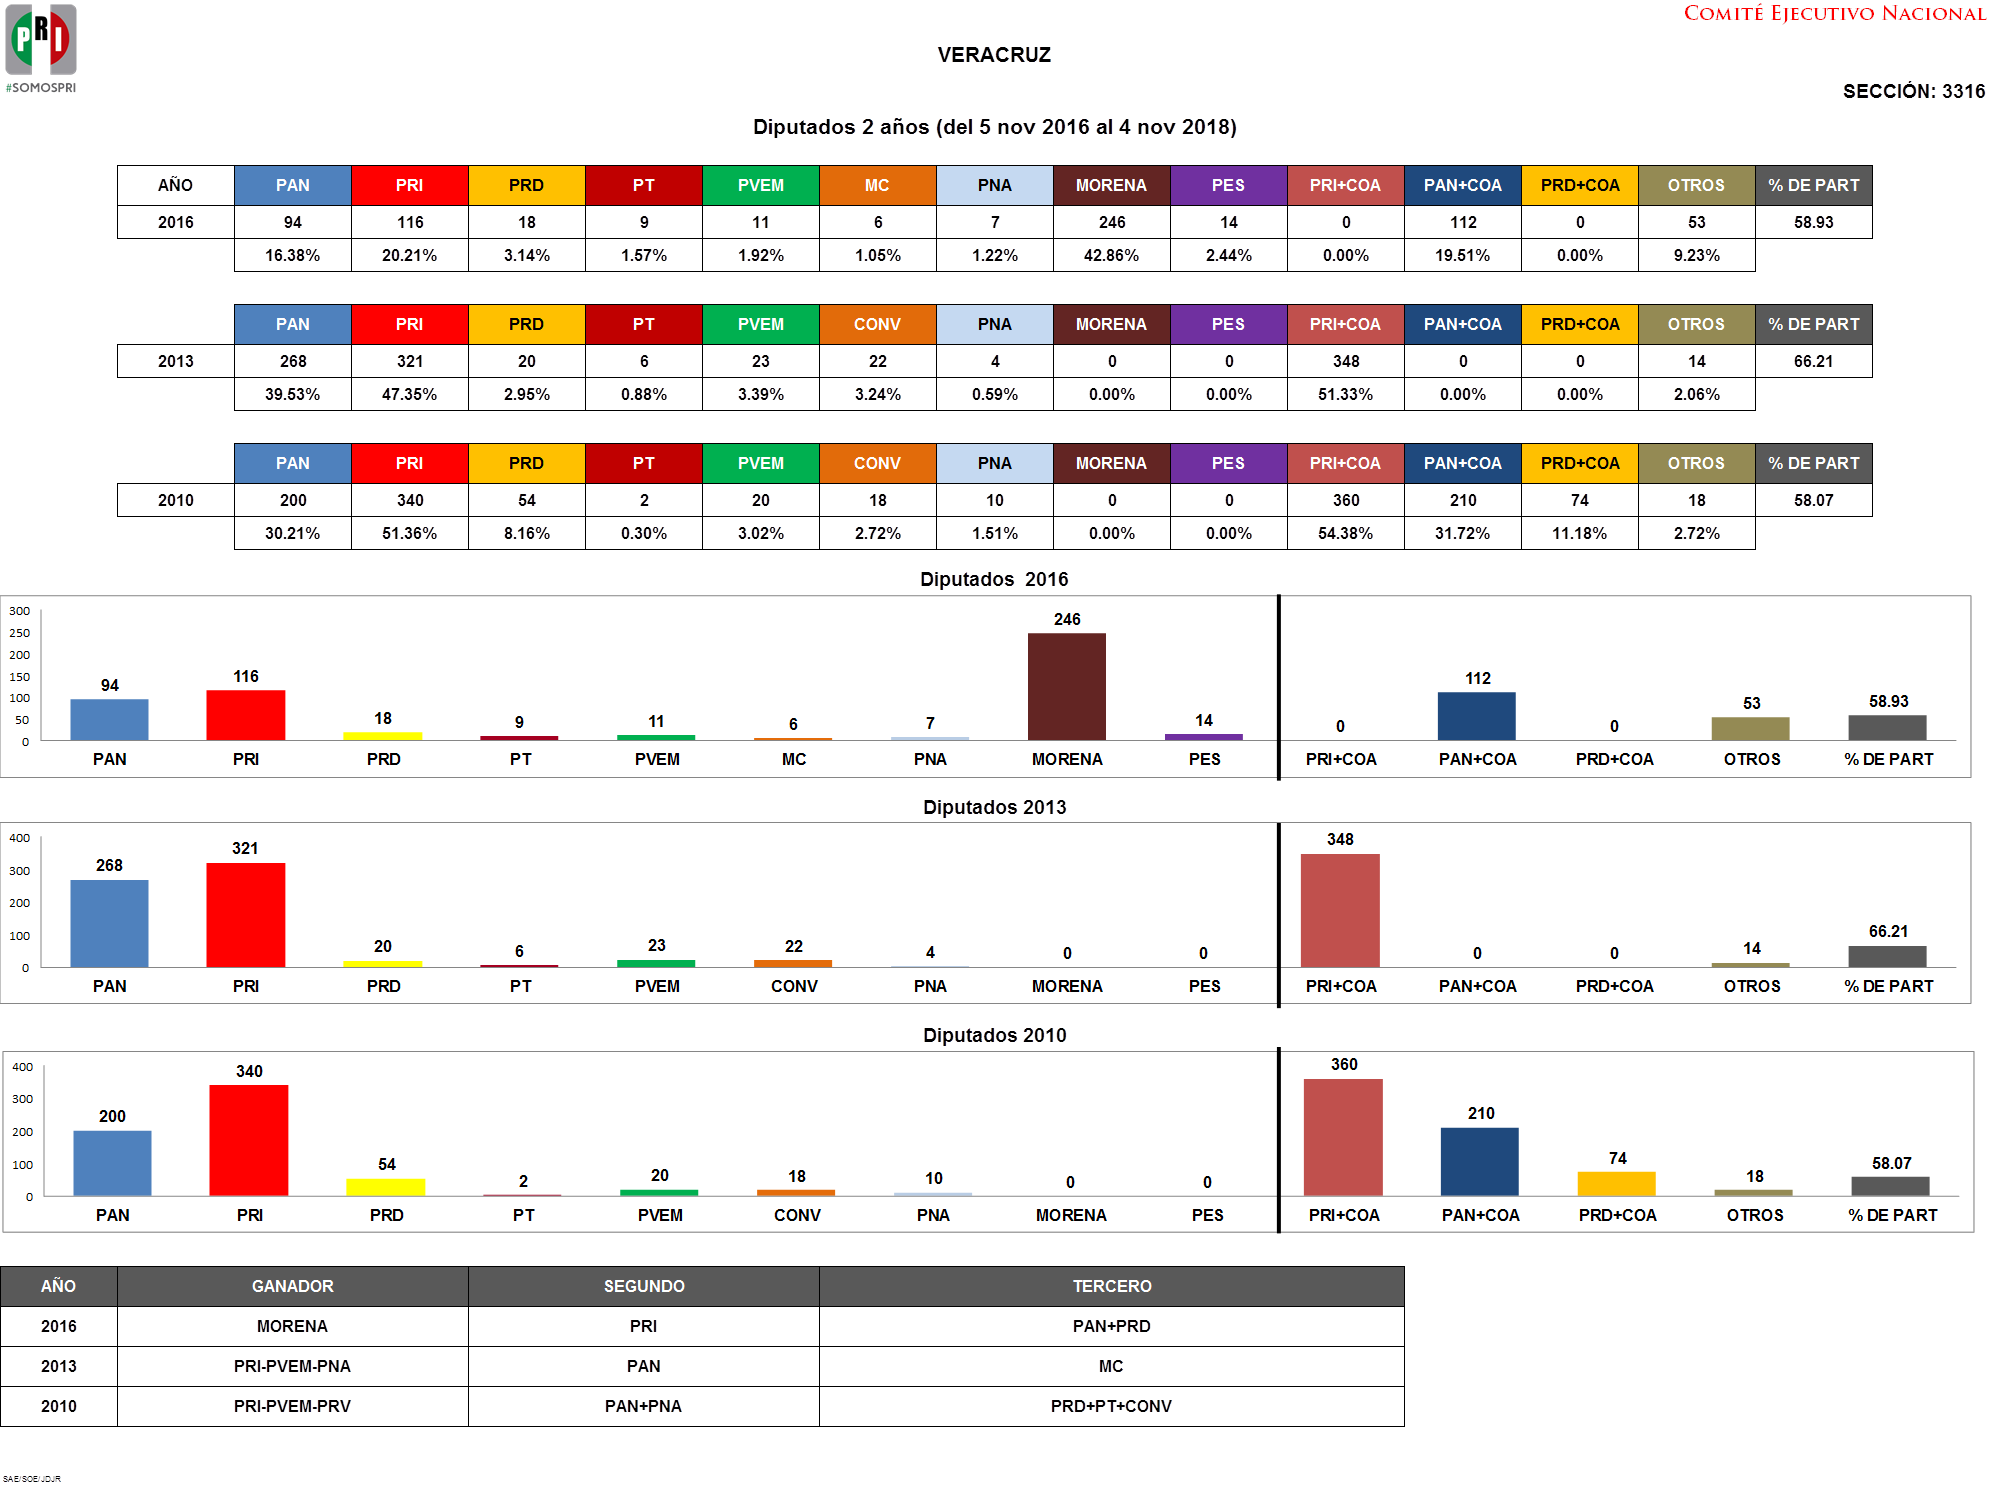 COMITÉ EJECUTIVO NACIONAL
PRI
#SOMOSPRI
VERACRUZ
SECCIÓN: 3316
Diputados 2 años (del 5 nov 2016 al 4 nov 2018)
AÑO PAN PRI PRD PT PVEM MC PNA MORENA PES PRI+COA PAN+COA PRD+COA OTROS % DE PART
2016 94 116 18 9 11 6 7 246 14 0 112 0 53 58.93
16.38% 20.21% 3.14% 1.57% 1.92% 1.05% 1.22% 42.86% 2.44% 0.00% 19.51% 0.00% 9.23%
PAN PRI PRD PT PVEM CONV PNA MORENA PES PRI+COA PAN+COA PRD+COA OTROS % DE PART
2013 268 321 20 6 23 22 4 0 0 348 0 0 14 66.21
39.53% 47.35% 2.95% 0.88% 3.39% 3.24% 0.59% 0.00% 0.00% 51.33% 0.00% 0.00% 2.06%
PAN PRI PRD PT PVEM CONV PNA MORENA PES PRI+COA PAN+COA PRD+COA OTROS % DE PART
2010 200 340 54 2 20 18 10 0 0 360 210 74 18 58.07
30.21% 51.36% 8.16% 0.30% 3.02% 2.72% 1.51% 0.00% 0.00% 54.38% 31.72% 11.18% 2.72%
Diputados 2016
300
250
200
150
100
50
0
94 116 18 9 11 6 7 246 14 0 112 0 53 58.93
PAN PRI PRD PT PVEM MC PNA MORENA PES PRI+COA PAN+COA PRD+COA OTROS % DE PART
Diputados 2013
400
300
200
100
0
268 321 20 6 23 22 4 0 0 348 0 0 14 66.21
PAN PRI PRD PT PVEM CONV PNA MORENA PES PRI+COA PAN+COA PRD+COA OTROS % DE PART
Diputados 2010
400
300
200
100
0
200 340 54 2 20 18 10 0 0 360 210 74 18 58.07
PAN PRI PRD PT PVEM CONV PNA MORENA PES PRI+COA PAN+COA PRD+COA OTROS % DE PART
AÑO GANADOR SEGUNDO TERCERO
2016 MORENA PRI PAN+PRD
2013 PRI-PVEM-PNA PAN MC
2010 PRI-PVEM-PRV PAN+PNA PRD+PT+CONV
SAE/SOE/JDJR